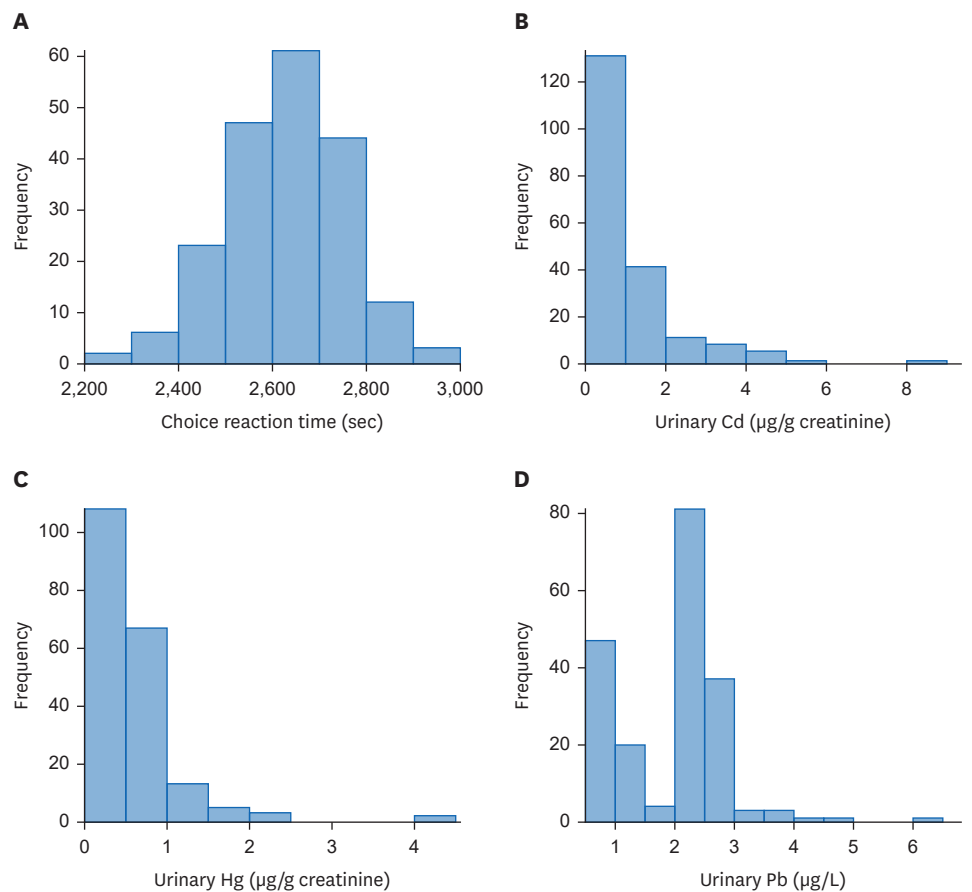 A
Frequency
60
50
40
30
20
10
0
2,200 2,400 2,600 2,800 3,000
Choice reaction time (sec)
B
Frequency
120
100
80
60
40
20
0
0 2 4 6 8
Urinary Cd (µg/g creatinine)
C
Frequency
100
80
60
40
20
0
0 1 2 3 4
Urinary Hg (µg/g creatinine)
D
Frequency
80
60
40
20
0
1 2 3 4 5 6
Urinary Pb (µg/L)